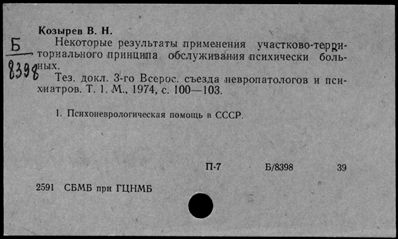 Козырев В. Н.
Б
8398
Некоторые результаты применения участково-терри-
ториального принципа обслуживания психически боль-
ных.
Тез. докл. 3-го Всерос. съезда невропатологов и пси-
хиатров. Т. 1. М., 1974, с. 100—103.
1. Психоневрологическая помощь в СССР.
П-7 Б/8398 39
2591 СБМБ при ГЦНМБ